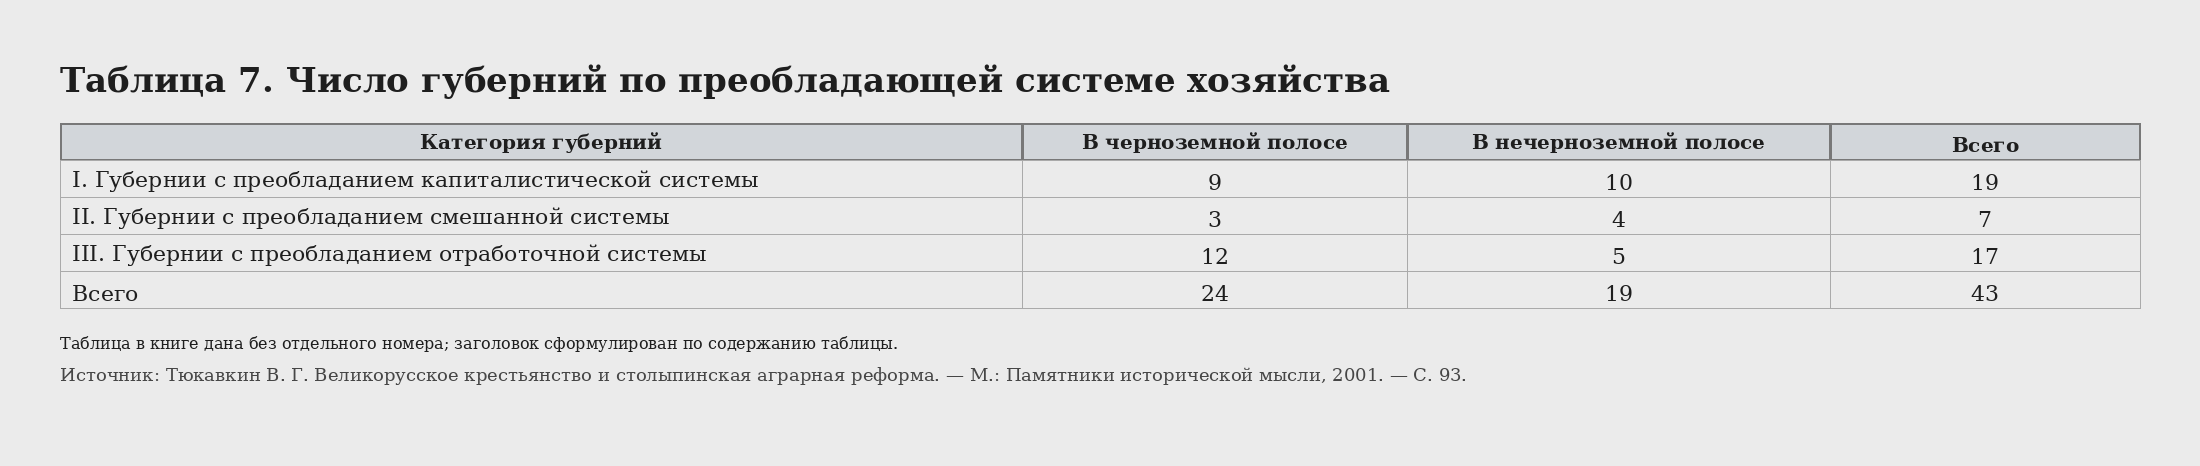 Таблица 7. Число губерний по преобладающей системе хозяйства
Категория губерний В черноземной полосе В нечерноземной полосе Всего
I. Губернии с преобладанием капиталистической системы 9 10 19
II. Губернии с преобладанием смешанной системы 3 4 7
III. Губернии с преобладанием отработочной системы 12 5 17
Всего 24 19 43
Таблица в книге дана без отдельного номера; заголовок сформулирован по содержанию таблицы.
Источник: Тюкавкин В. Г. Великорусское крестьянство и столыпинская аграрная реформа. — М.: Памятники исторической мысли, 2001. — С. 93.